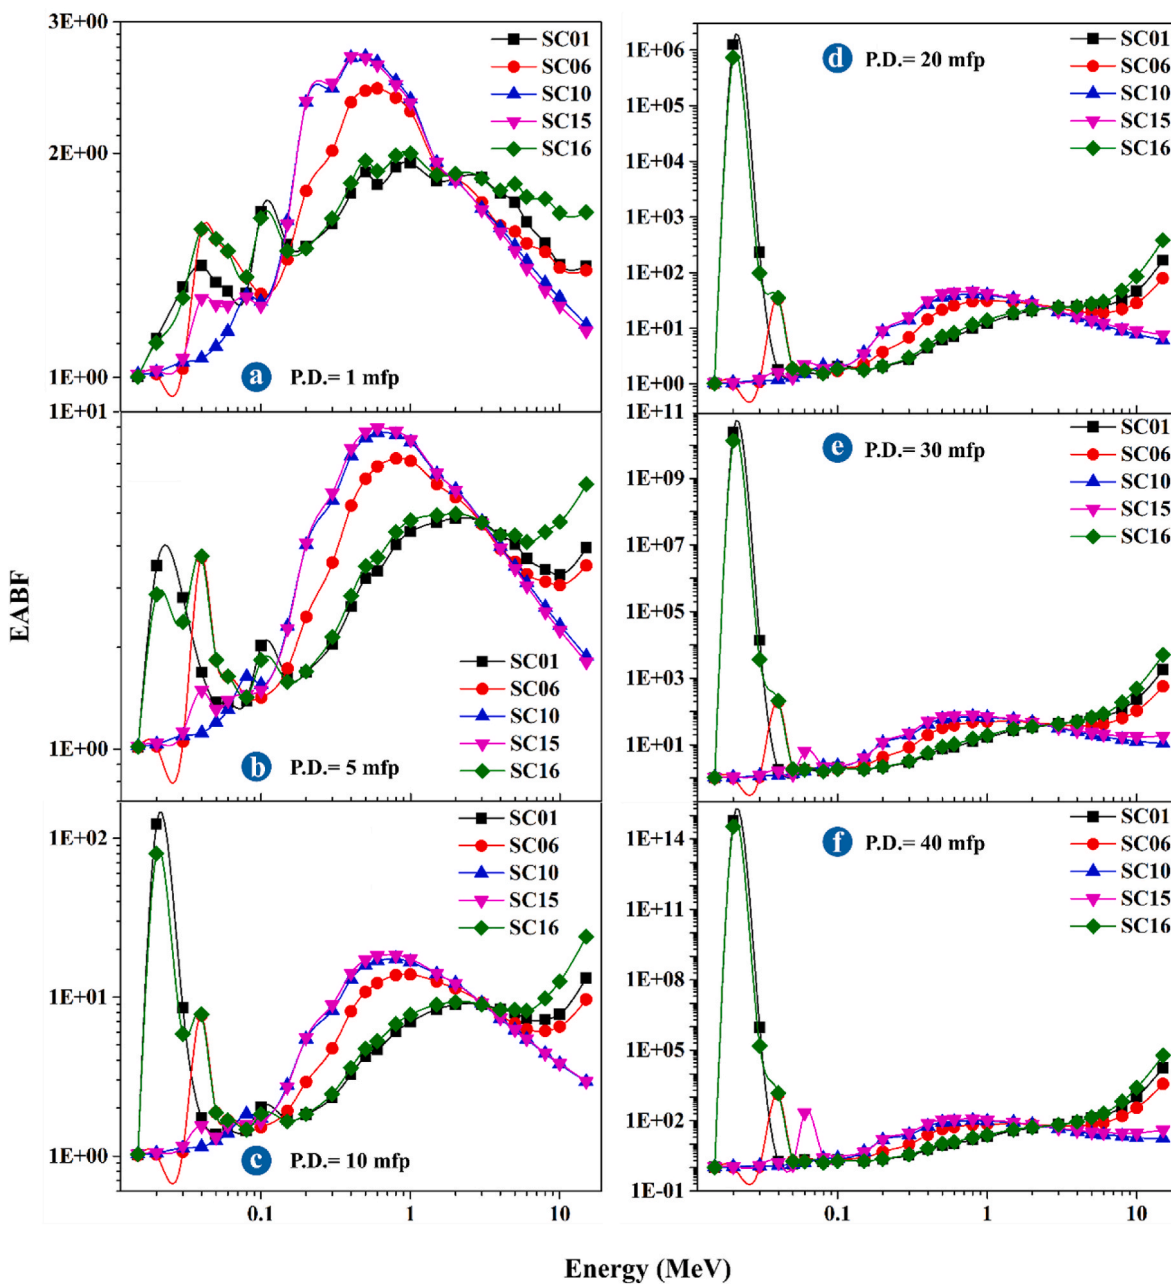 EABF
3E+00
2E+00
1E+00
SC01
SC06
SC10
SC15
SC16
a P.D.= 1 mfp
1E+01
1E+00
b P.D.= 5 mfp
SC01
SC06
SC10
SC15
SC16
1E+02
1E+01
1E+00
SC01
SC06
SC10
SC15
SC16
c P.D.= 10 mfp
0.1 1 10
1E+06
1E+05
1E+04
1E+03
1E+02
1E+01
1E+00
d P.D.= 20 mfp
SC01
SC06
SC10
SC15
SC16
1E+11
1E+09
1E+07
1E+05
1E+03
1E+01
e P.D.= 30 mfp
SC01
SC06
SC10
SC15
SC16
1E+14
1E+11
1E+08
1E+05
1E+02
1E-01
f P.D.= 40 mfp
SC01
SC06
SC10
SC15
SC16
0.1 1 10
Energy (MeV)